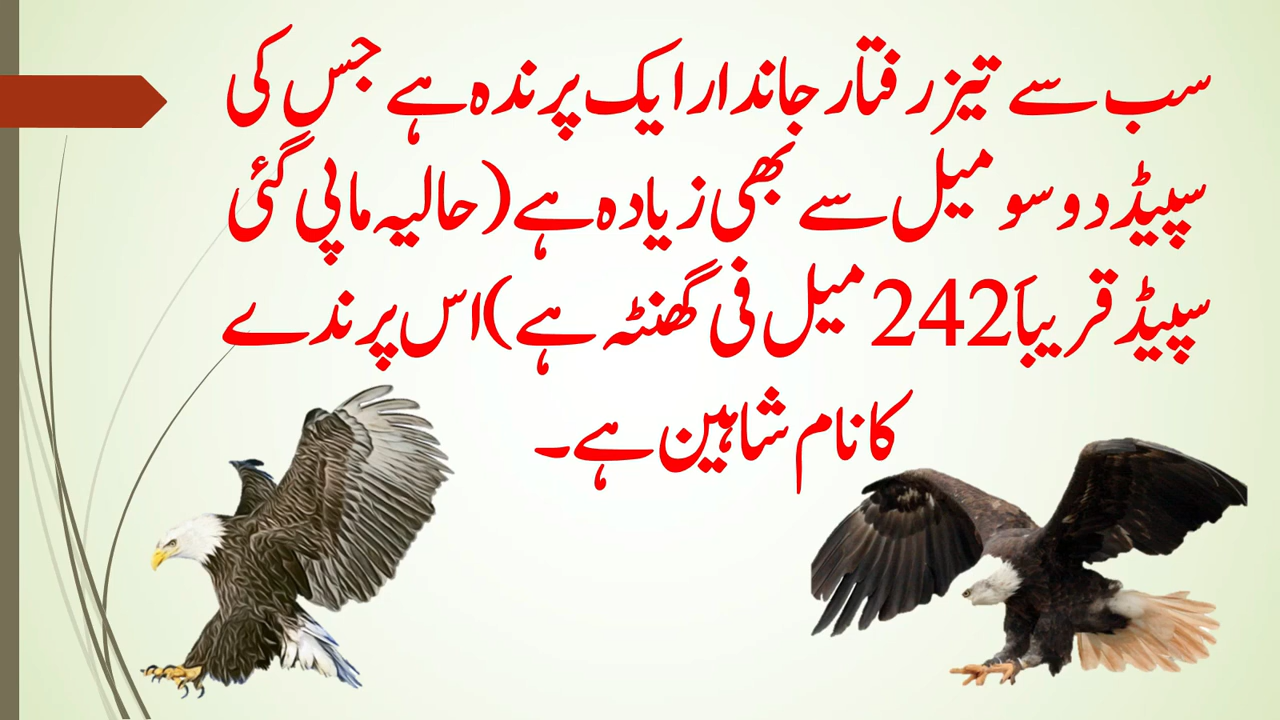 سب سے تیز رفتار جاندار ایک پرندہ ہے جس کی
سپیڈ دو سو میل سے بھی زیادہ ہے (حالیہ ماپی گئی
سپیڈ قریباً 242 میل فی گھنٹہ ہے) اس پرندے
کا نام شاہین ہے۔